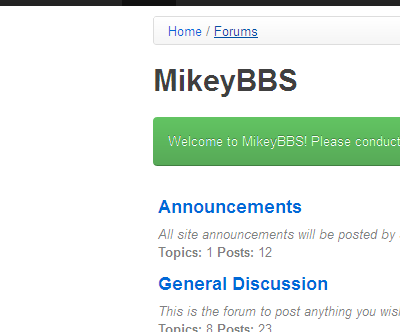 Home / Forums
MikeyBBS
Welcome to MikeyBBS! Please conduct
Announcements
All site announcements will be posted by
Topics: 1 Posts: 12
General Discussion
This is the forum to post anything you wis
Topics: 8 Posts: 23